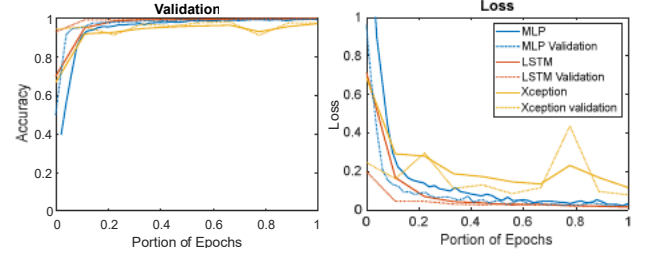 Validation
1
0.8
0.6
0.4
0.2
0
0 0.2 0.4 0.6 0.8 1
Accuracy
Portion of Epochs
Loss
1
0.8
0.6
0.4
0.2
0
0 0.2 0.4 0.6 0.8 1
Loss
Portion of Epochs
MLP
MLP Validation
LSTM
LSTM Validation
Xception
Xception validation